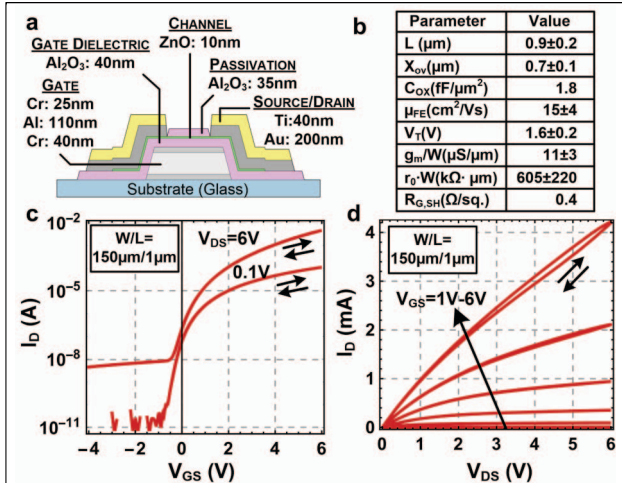 a
CHANNEL
ZnO: 10nm
GATE DIELECTRIC
Al₂O₃: 40nm
PASSIVATION
Al₂O₃: 35nm
GATE
Cr: 25nm
Al: 110nm
Cr: 40nm
SOURCE/DRAIN
Ti:40nm
Au: 200nm
Substrate (Glass)
b
Parameter Value
L (μm) 0.9±0.2
Xov(μm) 0.7±0.1
COX(fF/μm²) 1.8
μFE(cm²/Vs) 15±4
VT(V) 1.6±0.2
gm/W(μS/μm) 11±3
r₀·W(kΩ· μm) 605±220
RG,SH(Ω/sq.) 0.4
c
W/L=
150μm/1μm
VDS=6V
0.1V
10⁻²
10⁻⁵
10⁻⁸
10⁻¹¹
ID (A)
−4 −2 0 2 4 6
VGS (V)
d
W/L=
150μm/1μm
VGS=1V-6V
4
3
2
1
0
ID (mA)
1 2 3 4 5 6
VDS (V)